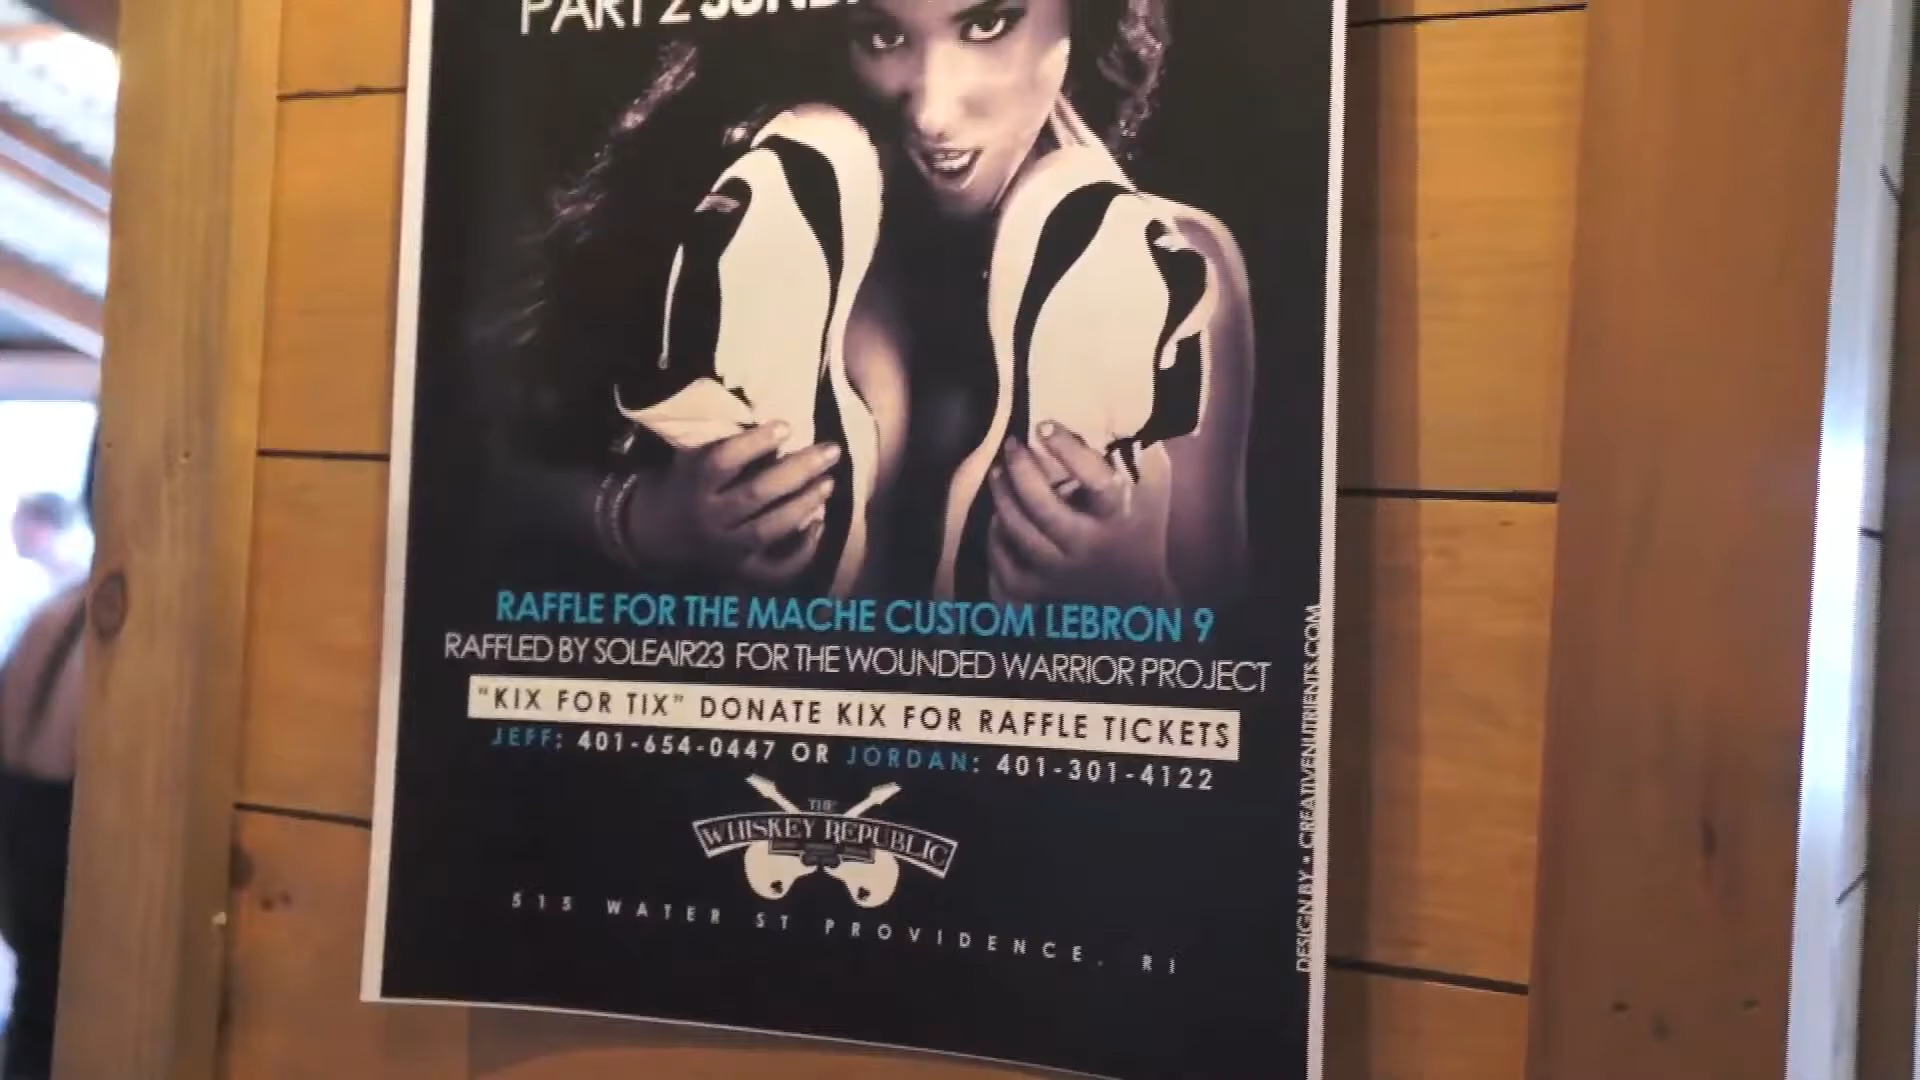 PART 2
RAFFLE FOR THE MACHE CUSTOM LEBRON 9
RAFFLED BY SOLEAIR23 FOR THE WOUNDED WARRIOR PROJECT
"KIX FOR TIX" DONATE KIX FOR RAFFLE TICKETS
JEFF: 401-654-0447 OR JORDAN: 401-301-4122
THE
WHISKEY REPUBLIC
515 WATER ST PROVIDENCE, RI
DESIGN BY • CREATIVENUTRIENTS.COM